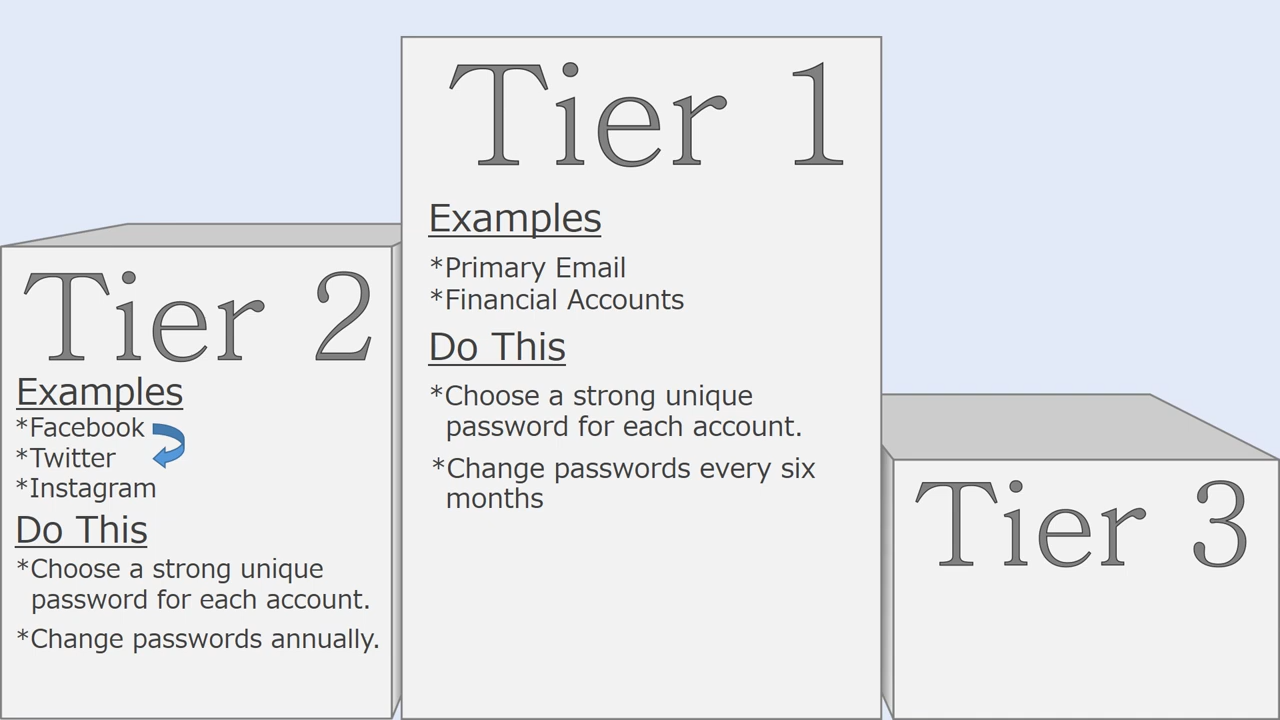 Tier 1
Examples
*Primary Email
*Financial Accounts
Do This
*Choose a strong unique
password for each account.
*Change passwords every six
months
Tier 2
Examples
*Facebook
*Twitter
*Instagram
Do This
*Choose a strong unique
password for each account.
*Change passwords annually.
Tier 3